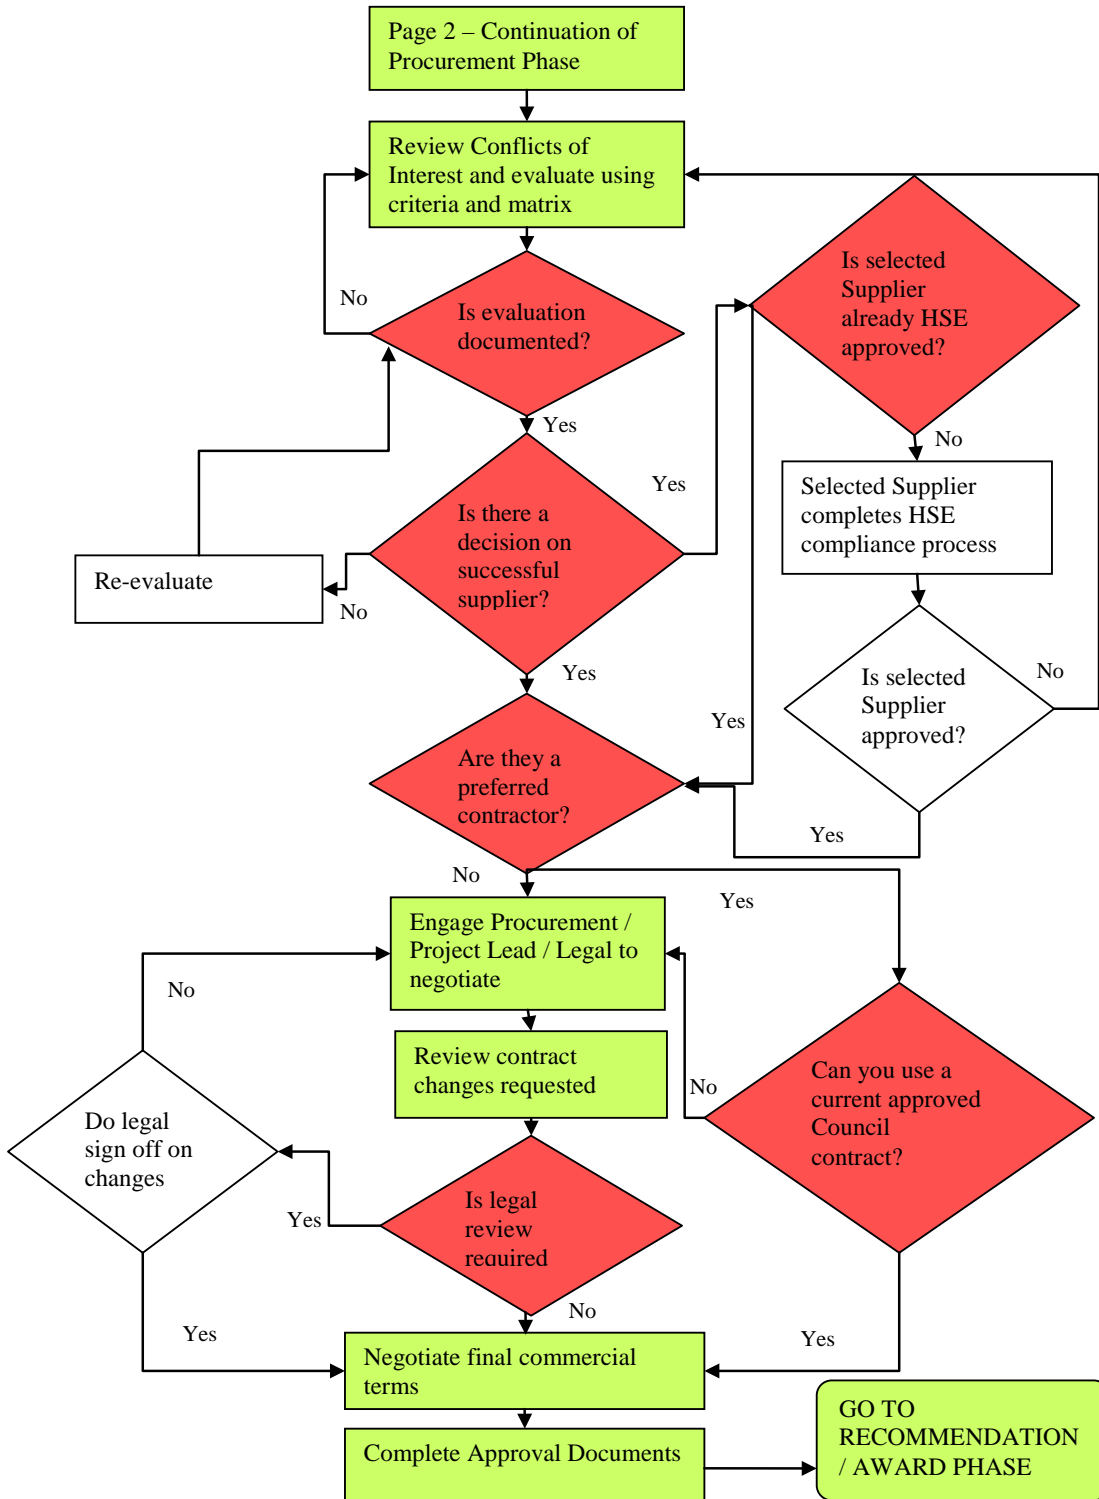 Page 2 – Continuation of
Procurement Phase
Review Conflicts of
Interest and evaluate using
criteria and matrix
No
Is evaluation
documented?
Is selected
Supplier
already HSE
approved?
Yes
No
Yes
Selected Supplier
completes HSE
compliance process
Is there a
decision on
successful
supplier?
Re-evaluate
No
Yes
Is selected
Supplier
approved?
No
Yes
Are they a
preferred
contractor?
Yes
No
Yes
Engage Procurement /
Project Lead / Legal to
negotiate
No
Review contract
changes requested
No
Can you use a
current approved
Council
contract?
Do legal
sign off on
changes
Is legal
review
required
Yes
No
Yes
Yes
Negotiate final commercial
terms
Complete Approval Documents
GO TO
RECOMMENDATION
/ AWARD PHASE